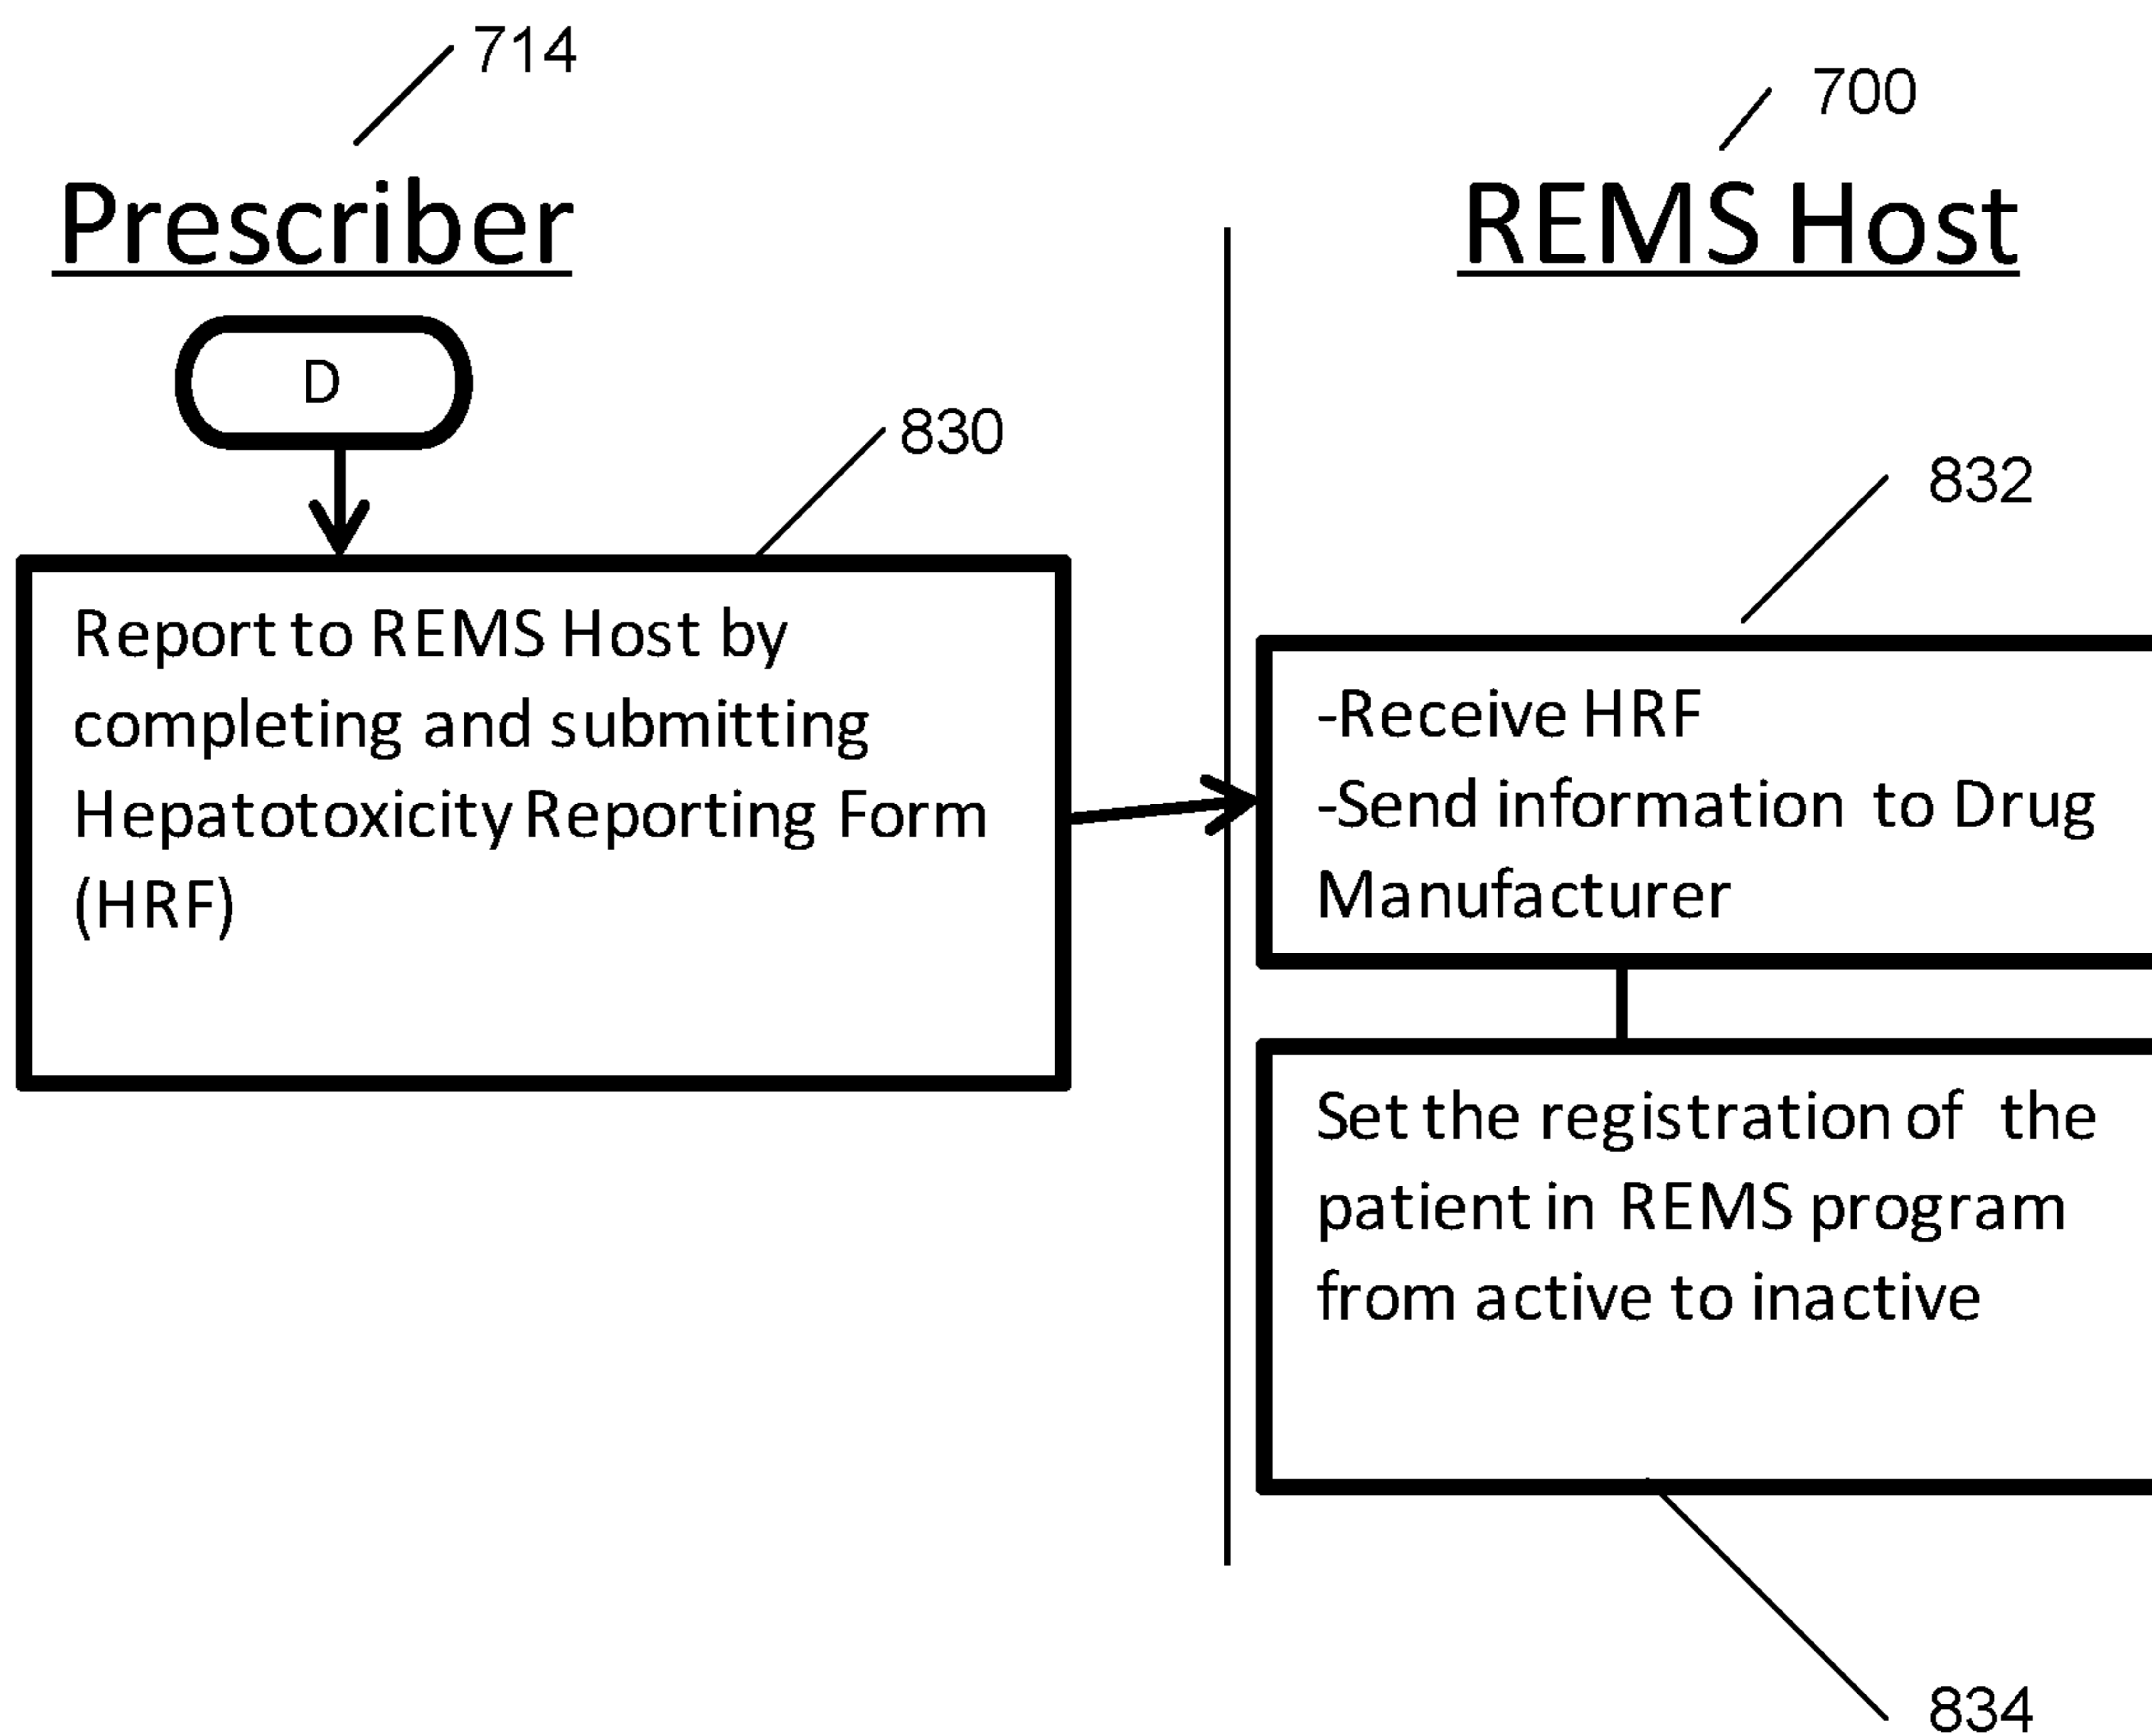 714
700
Prescriber
REMS Host
D
830
832
Report to REMS Host by
completing and submitting
Hepatotoxicity Reporting Form
(HRF)
-Receive HRF
-Send information to Drug
Manufacturer
Set the registration of the
patient in REMS program
from active to inactive
834